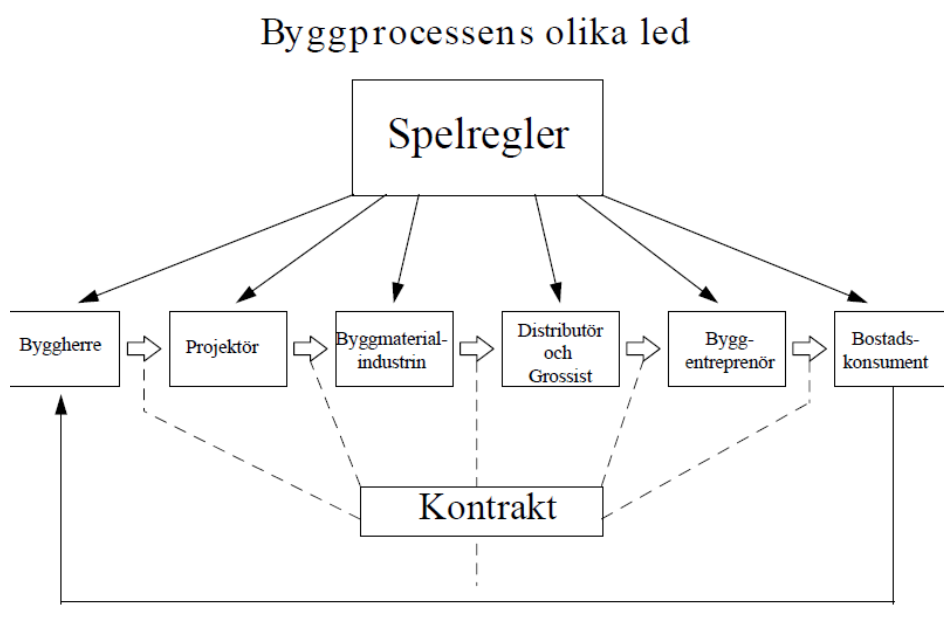 Byggprocessens olika led
Spelregler
Byggherre
Projektör
Byggmaterial-
industrin
Distributör
och
Grossist
Bygg-
entreprenör
Bostads-
konsument
Kontrakt